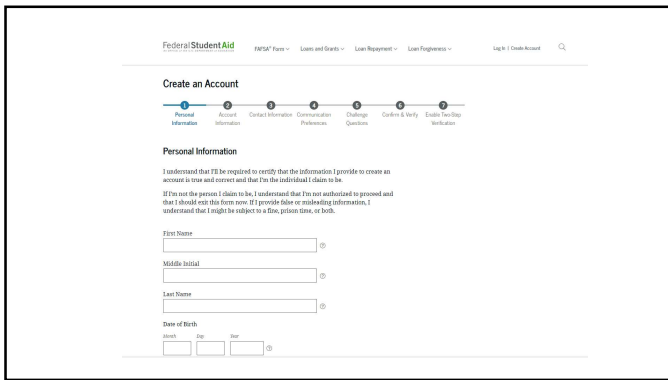 Federal Student Aid
FAFSA® Form Loans and Grants Loan Repayment Loan Forgiveness Log In | Create Account
Create an Account
1 2 3 4 5 6 7
Personal Information Account Information Contact Information Communication Preferences Challenge Questions Confirm & Verify Enable Two-Step Verification
Personal Information
I understand that I'll be required to certify that the information I provide to create an
account is true and correct and that I'm the individual I claim to be.
If I'm not the person I claim to be, I understand that I'm not authorized to proceed and
that I should exit this form now. If I provide false or misleading information, I
understand that I might be subject to a fine, prison time, or both.
First Name
Middle Initial
Last Name
Date of Birth
Month Day Year